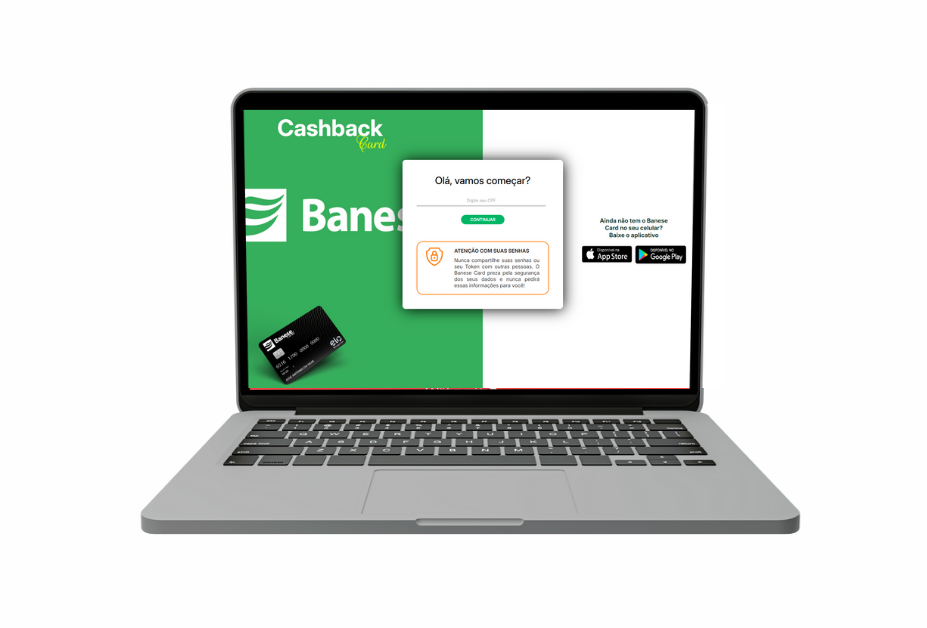 Cashback
Card
Banese
Olá, vamos começar?
Digite seu CPF
CONTINUAR
ATENÇÃO COM SUAS SENHAS
Nunca compartilhe suas senhas ou
seu Token com outras pessoas. O
Banese Card preza pela segurança
dos seus dados e nunca pedirá
essas informações para você!
Ainda não tem o Banese
Card no seu celular?
Baixe o aplicativo
Disponível na
App Store
DISPONÍVEL NO
Google Play
Banese
elo
Q W E R T Y U I O P
A S D F G H J K L
Z X C V B N M